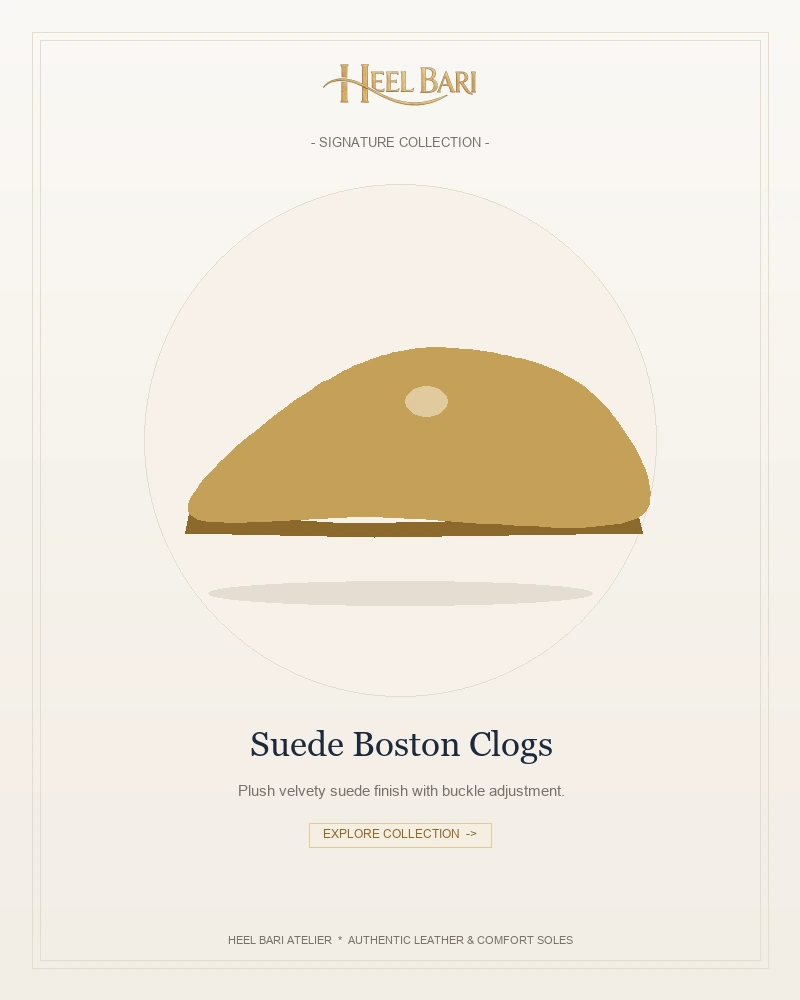 HEEL BARI
- SIGNATURE COLLECTION -
Suede Boston Clogs
Plush velvety suede finish with buckle adjustment.
EXPLORE COLLECTION ->
HEEL BARI ATELIER * AUTHENTIC LEATHER & COMFORT SOLES